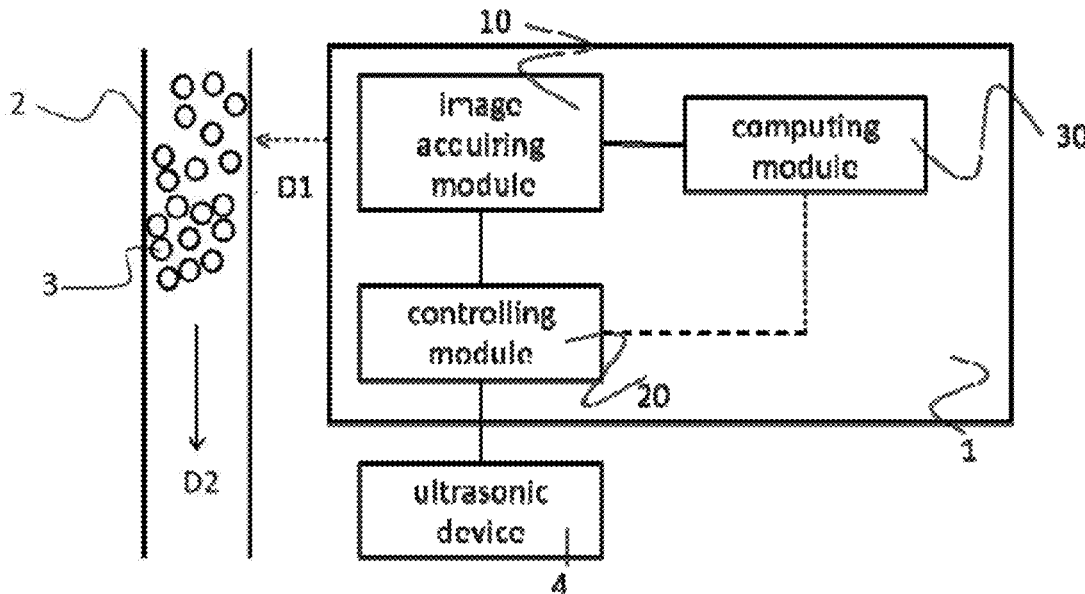 10
2
image
accuiring
module
computing
module
30
D1
3
controlling
module
20
1
D2
ultrasonic
device
4